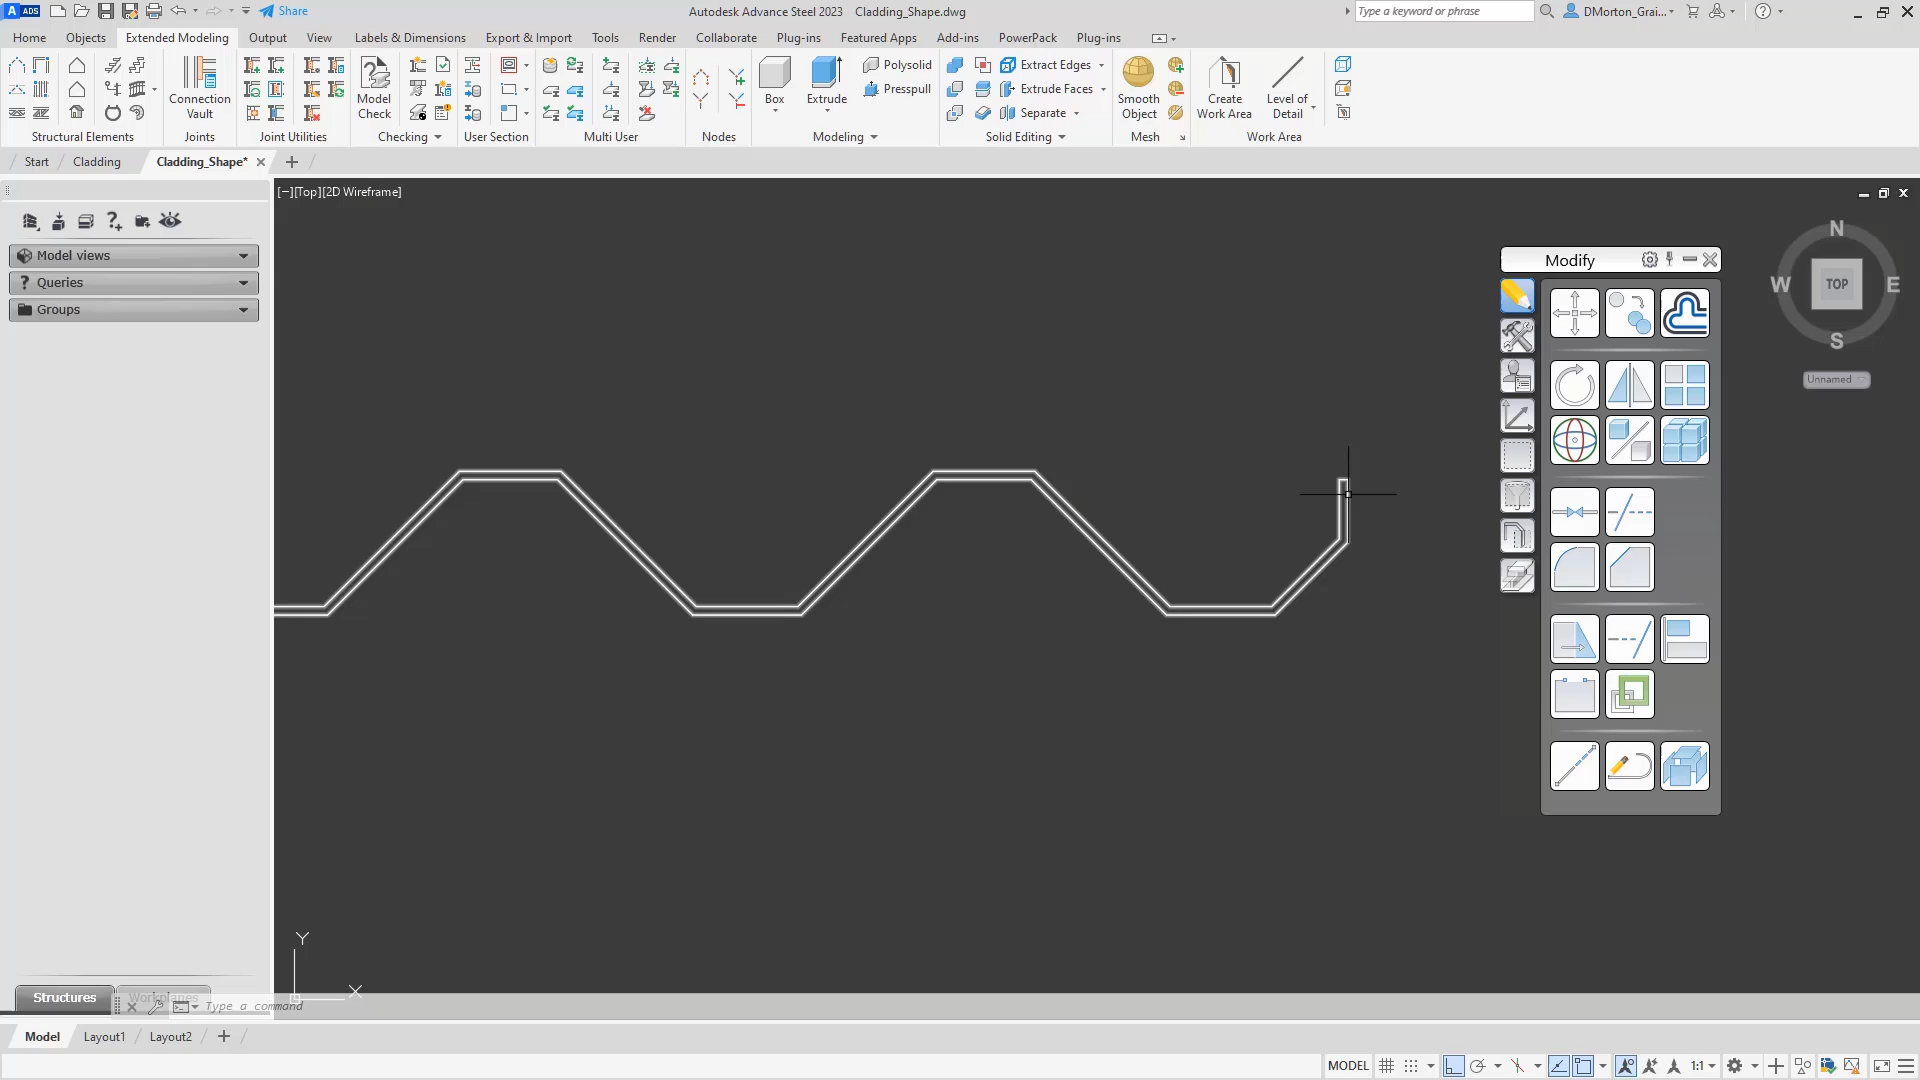 A ADS Share Autodesk Advance Steel 2023 Cladding_Shape.dwg Type a keyword or phrase DMorton_Grai...
Home Objects Extended Modeling Output View Labels & Dimensions Export & Import Tools Render Collaborate Plug-ins Featured Apps Add-ins PowerPack Plug-ins
Polysolid Extract Edges
Connection Vault Model Check Box Extrude Presspull Extrude Faces Smooth Object Create Work Area Level of Detail
Separate
Structural Elements Joints Joint Utilities Checking User Section Multi User Nodes Modeling Solid Editing Mesh Work Area
Start Cladding Cladding_Shape*
[−][Top][2D Wireframe]
N
Model views
Modify
Queries
W TOP E
Groups
S
Unnamed
Y
X
Structures Workplanes Type a command
Model Layout1 Layout2
MODEL 1:1